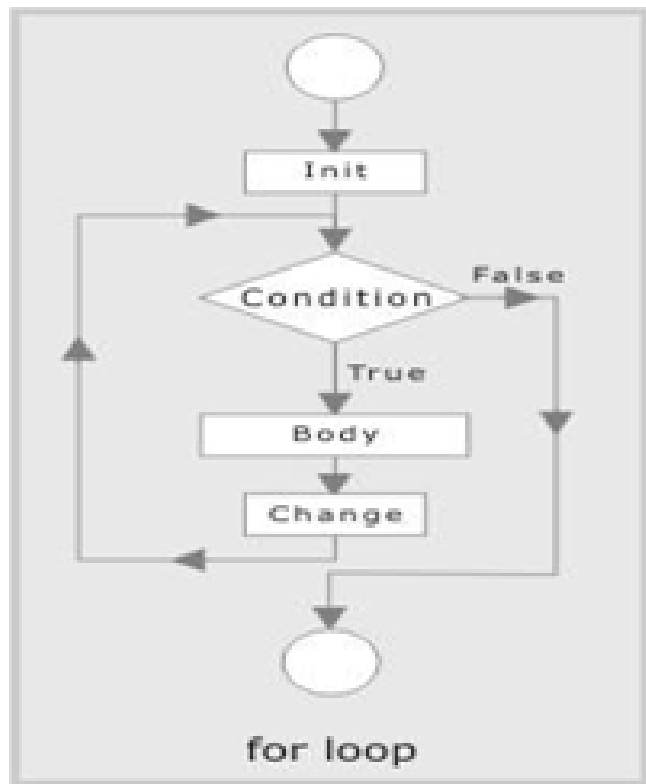 Init
Condition
False
True
Body
Change
for loop